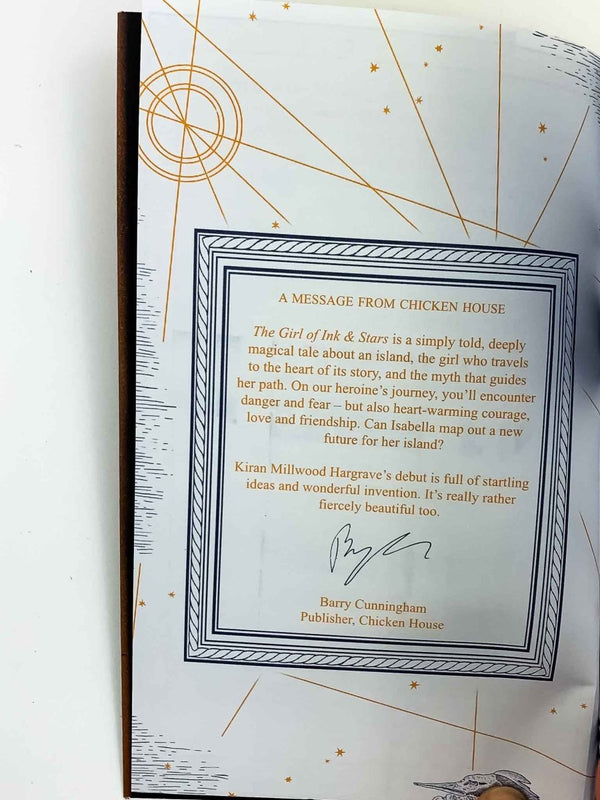 A MESSAGE FROM CHICKEN HOUSE
The Girl of Ink & Stars is a simply told, deeply
magical tale about an island, the girl who travels
to the heart of its story, and the myth that guides
her path. On our heroine's journey, you'll encounter
danger and fear – but also heart-warming courage,
love and friendship. Can Isabella map out a new
future for her island?
Kiran Millwood Hargrave's debut is full of startling
ideas and wonderful invention. It's really rather
fiercely beautiful too.
Barry Cunningham
Publisher, Chicken House